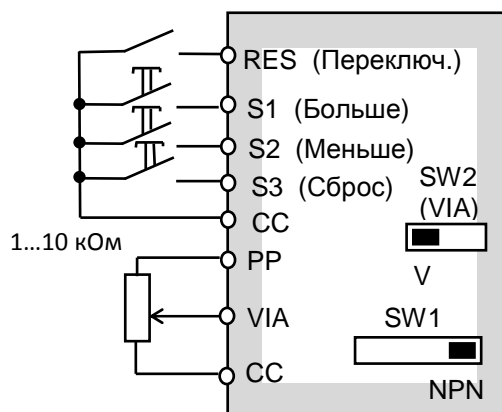 RES (Переключ.)
S1 (Больше)
S2 (Меньше)
S3 (Сброс)
SW2
(VIA)
CC
1...10 кОм
PP
V
VIA
SW1
CC
NPN